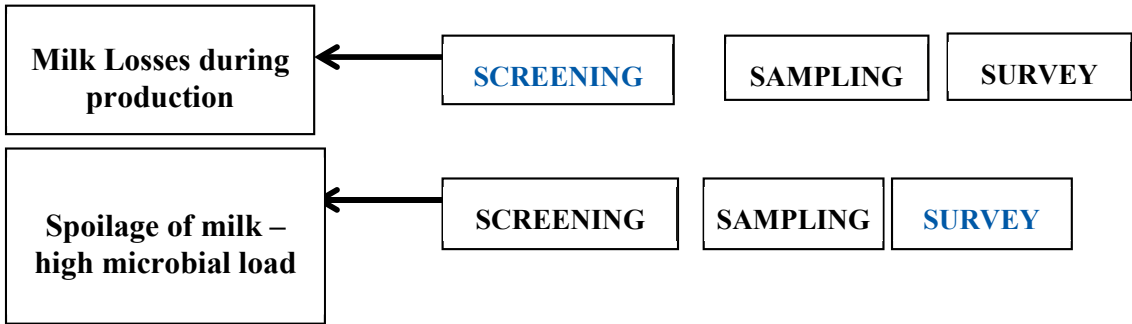 Milk Losses during
production
SCREENING
SAMPLING
SURVEY
Spoilage of milk –
high microbial load
SCREENING
SAMPLING
SURVEY